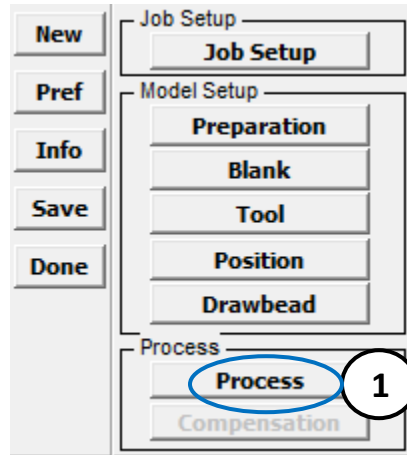 New
Pref
Info
Save
Done
Job Setup
Job Setup
Model Setup
Preparation
Blank
Tool
Position
Drawbead
Process
Process
1
Compensation